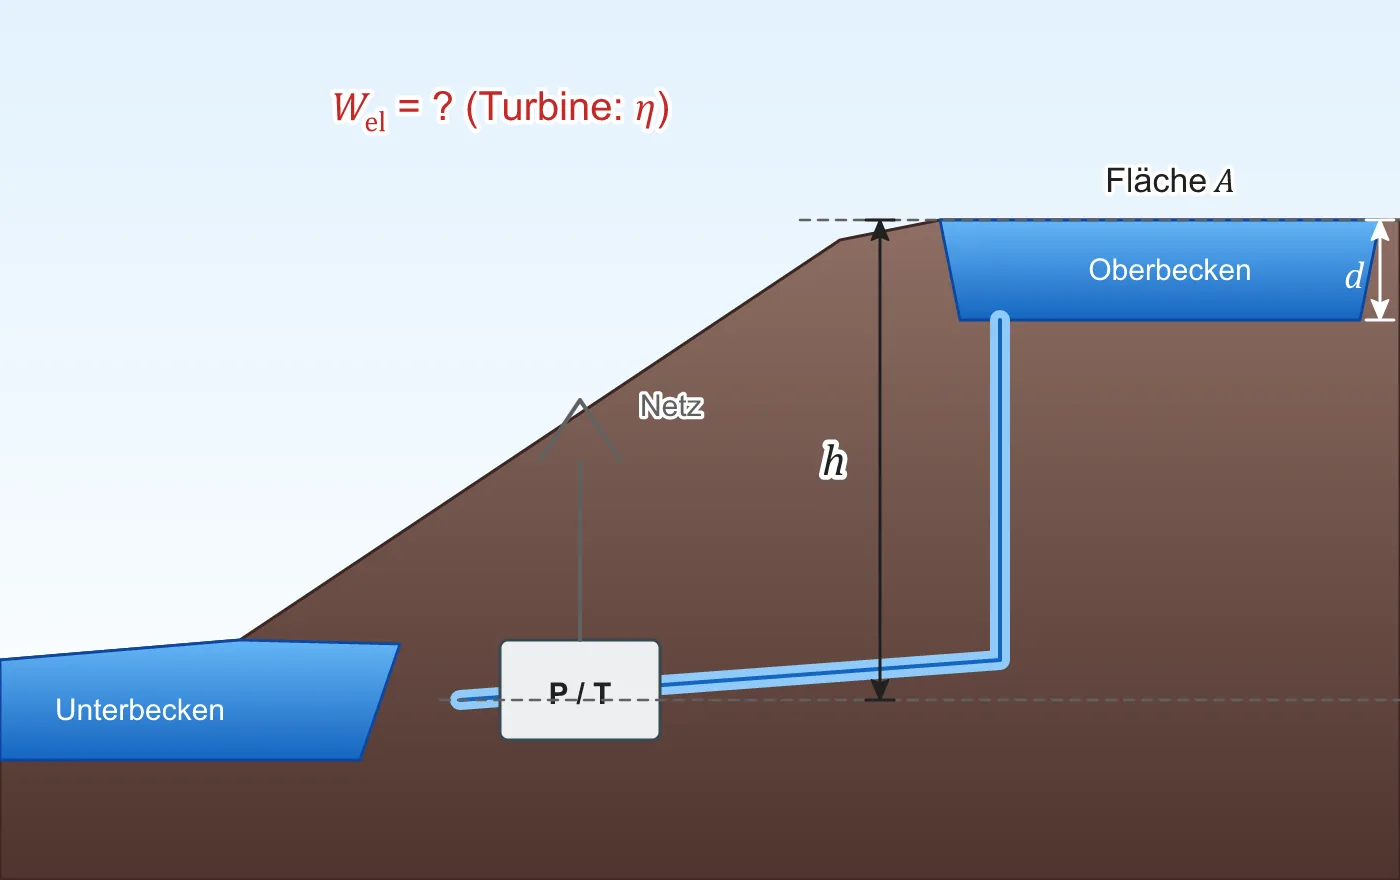 W_el = ? (Turbine: η)
Fläche A
Oberbecken
d
Netz
h
P / T
Unterbecken